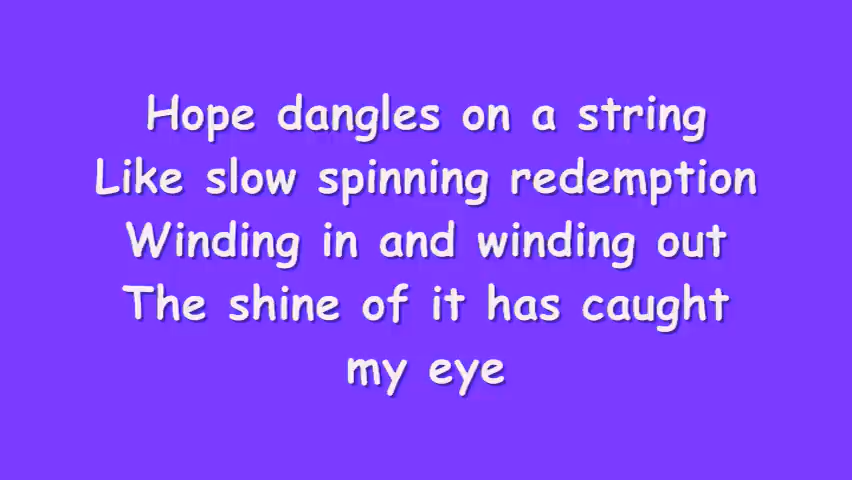 Hope dangles on a string
Like slow spinning redemption
Winding in and winding out
The shine of it has caught
my eye